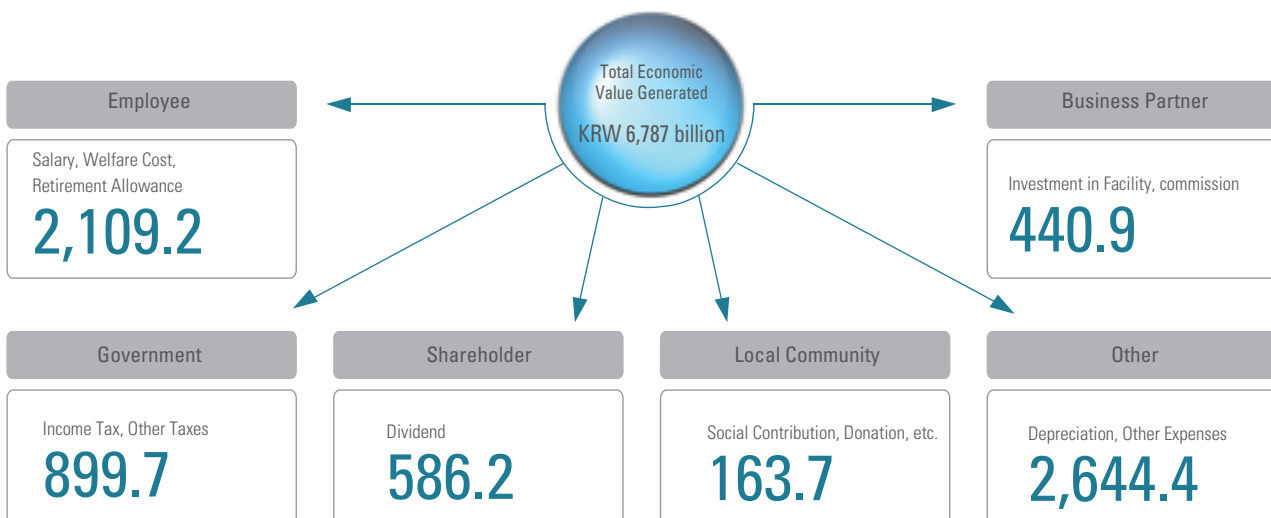 Total Economic
Value Generated
KRW 6,787 billion
Employee
Salary, Welfare Cost,
Retirement Allowance
2,109.2
Business Partner
Investment in Facility, commission
440.9
Government
Income Tax, Other Taxes
899.7
Shareholder
Dividend
586.2
Local Community
Social Contribution, Donation, etc.
163.7
Other
Depreciation, Other Expenses
2,644.4